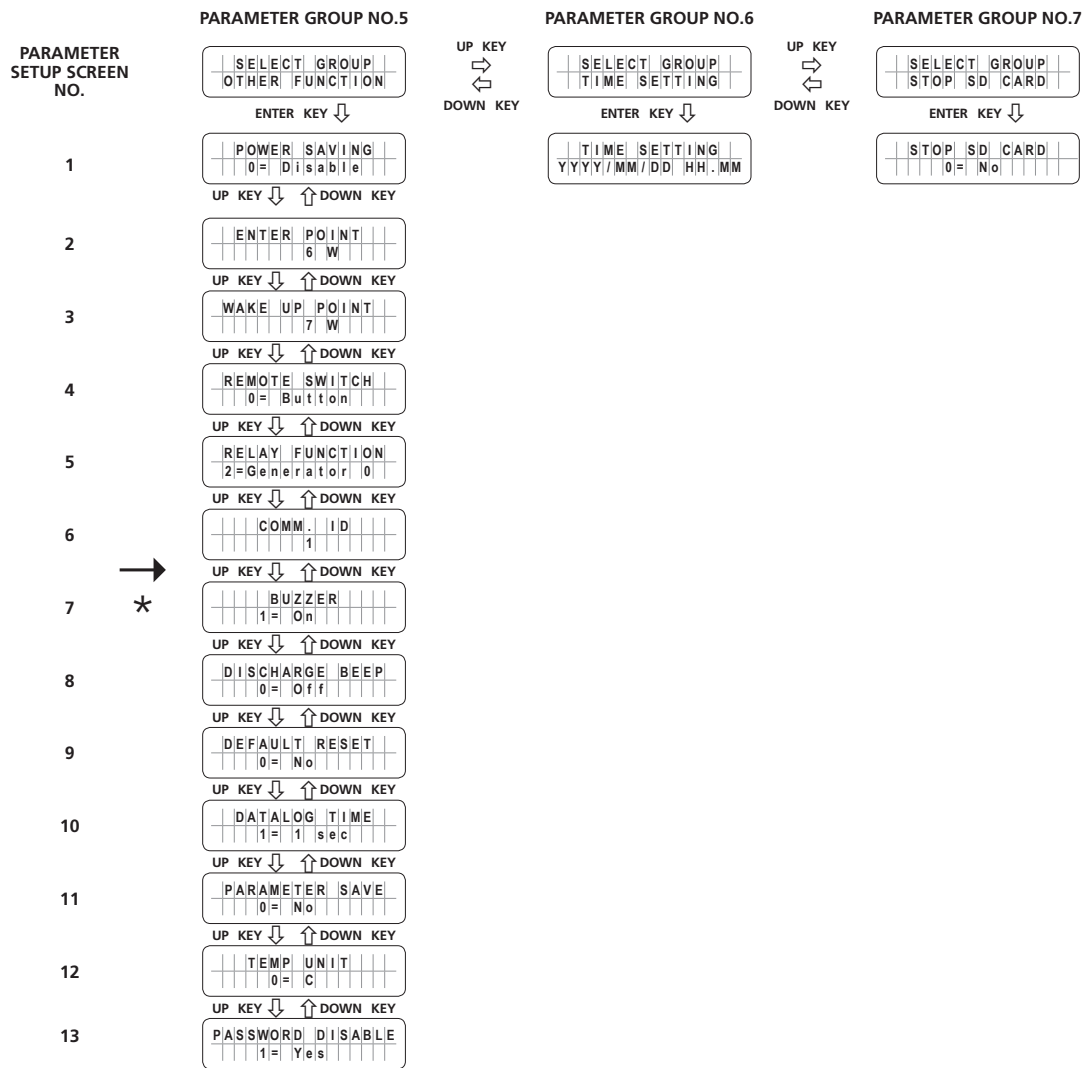 PARAMETER GROUP NO.5 PARAMETER GROUP NO.6 PARAMETER GROUP NO.7
PARAMETER
SETUP SCREEN
NO.
SELECT GROUP
OTHER FUNCTION
UP KEY
DOWN KEY
SELECT GROUP
TIME SETTING
UP KEY
DOWN KEY
SELECT GROUP
STOP SD CARD
ENTER KEY ENTER KEY ENTER KEY
1
POWER SAVING
0= Disable
TIME SETTING
YYYY/MM/DD HH.MM
STOP SD CARD
0= No
UP KEY DOWN KEY
2
ENTER POINT
6 W
UP KEY DOWN KEY
3
WAKE UP POINT
7 W
UP KEY DOWN KEY
4
REMOTE SWITCH
0= Button
UP KEY DOWN KEY
5
RELAY FUNCTION
2=Generator 0
UP KEY DOWN KEY
6
COMM. ID
1
UP KEY DOWN KEY
7 *
BUZZER
1= On
UP KEY DOWN KEY
8
DISCHARGE BEEP
0= Off
UP KEY DOWN KEY
9
DEFAULT RESET
0= No
UP KEY DOWN KEY
10
DATALOG TIME
1= 1 sec
UP KEY DOWN KEY
11
PARAMETER SAVE
0= No
UP KEY DOWN KEY
12
TEMP UNIT
0= C
UP KEY DOWN KEY
13
PASSWORD DISABLE
1= Yes